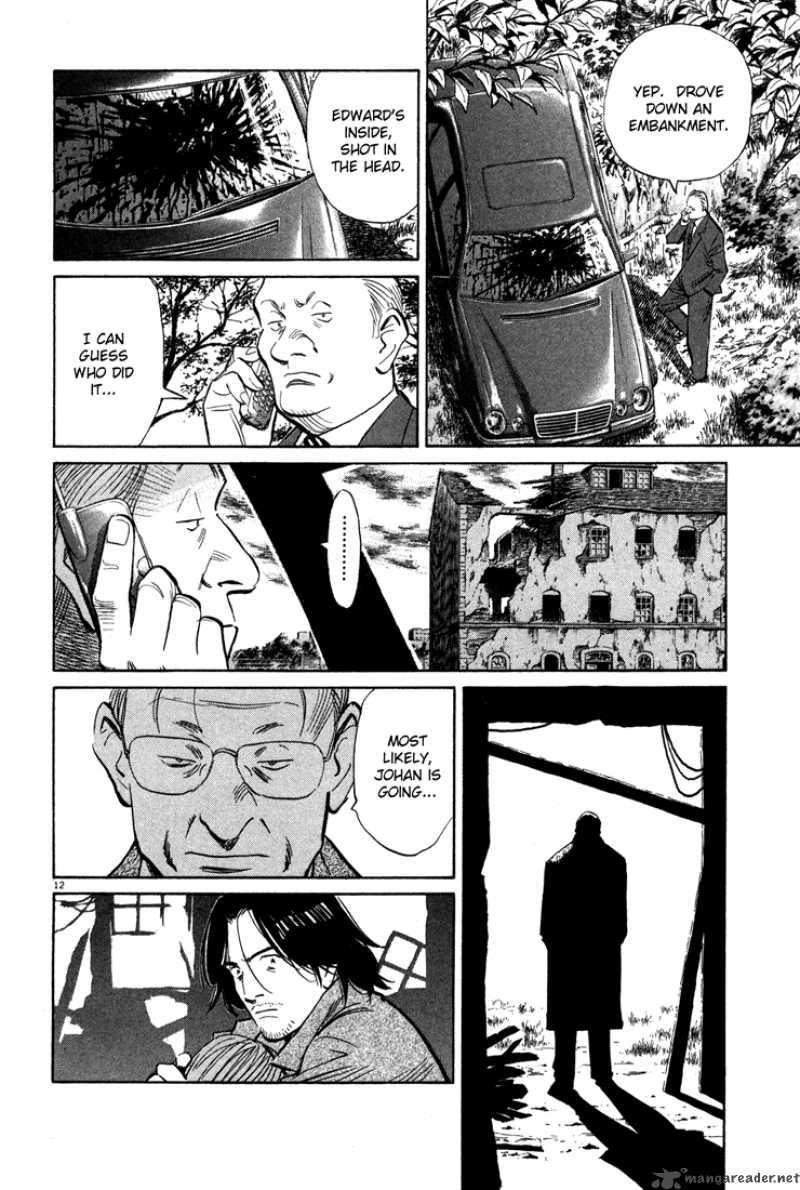 YEP. DROVE
DOWN AN
EMBANKMENT.
EDWARD'S
INSIDE,
SHOT IN
THE HEAD.
I CAN
GUESS
WHO DID
IT...
.........
MOST
LIKELY,
JOHAN IS
GOING...
12
mangareader.net